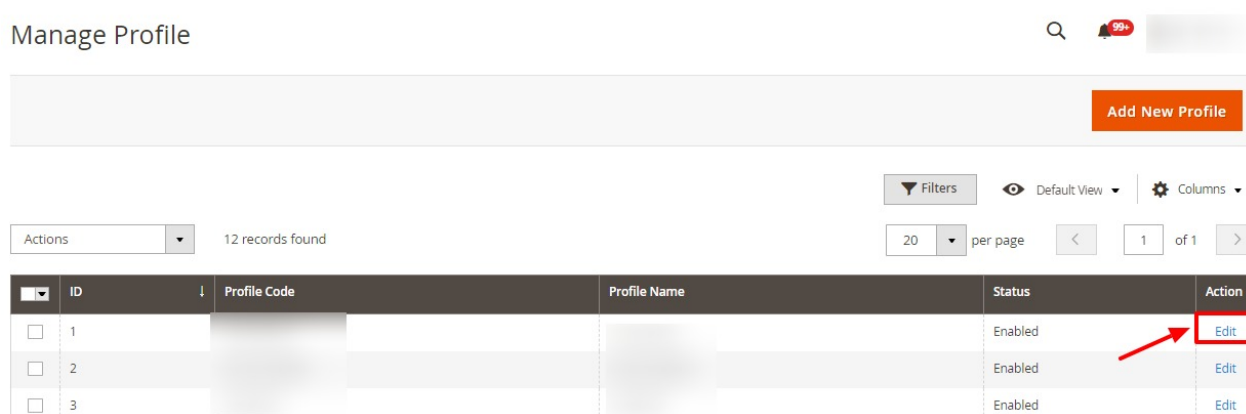 Manage Profile
99+
Add New Profile
Filters
Default View
Columns
Actions
12 records found
20
per page
1
of 1
ID
Profile Code
Profile Name
Status
Action
1
Enabled
Edit
2
Enabled
Edit
3
Enabled
Edit